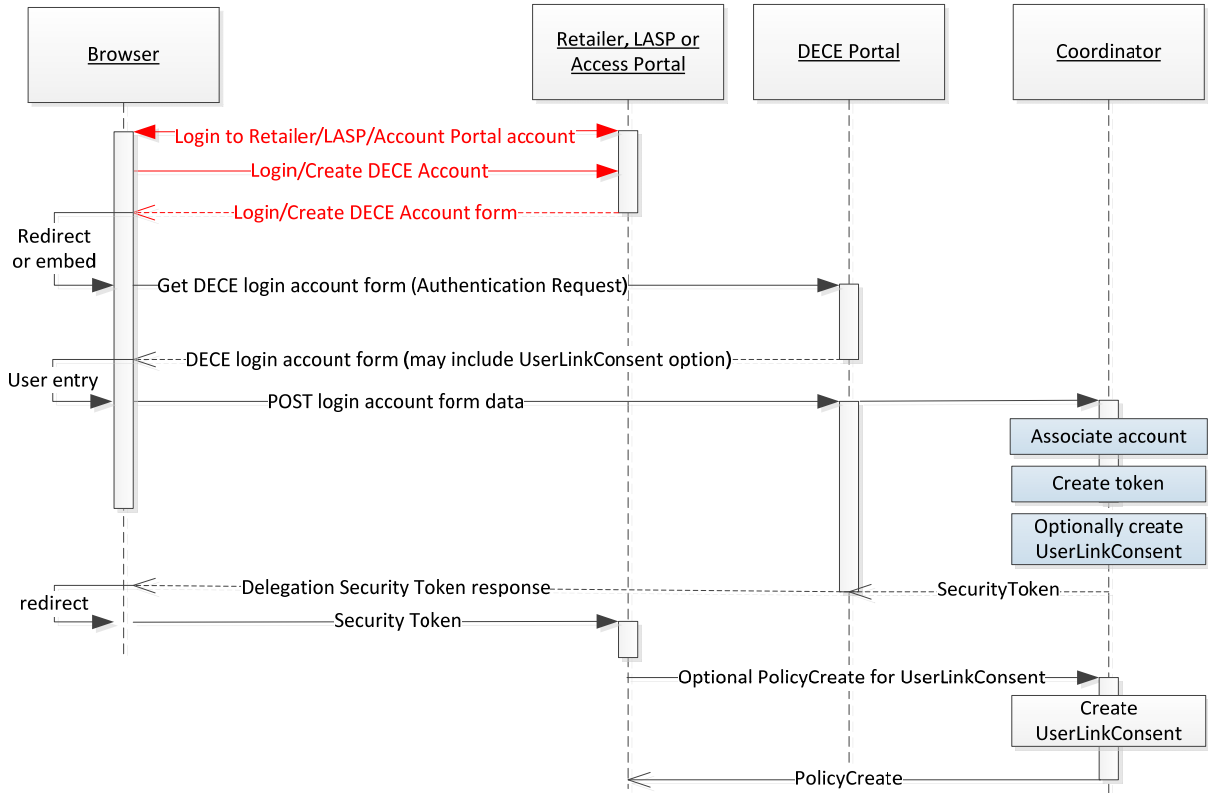 Browser
Retailer, LASP or
Access Portal
DECE Portal
Coordinator
Login to Retailer/LASP/Account Portal account
Login/Create DECE Account
Login/Create DECE Account form
Redirect
or embed
Get DECE login account form (Authentication Request)
DECE login account form (may include UserLinkConsent option)
User entry
POST login account form data
Associate account
Create token
Optionally create
UserLinkConsent
Delegation Security Token response
SecurityToken
redirect
Security Token
Optional PolicyCreate for UserLinkConsent
Create
UserLinkConsent
PolicyCreate